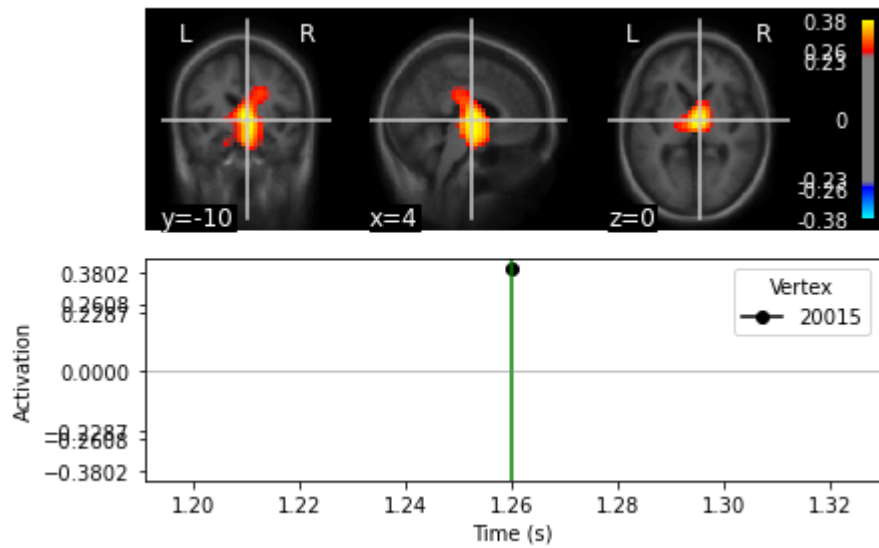 L R
L R
y=-10
x=4
z=0
0.38
0.26
0.23
0
-0.23
-0.26
-0.38
Activation
0.3802
0.2608
0.2287
0.0000
−0.2287
−0.2608
−0.3802
Vertex
20015
1.20 1.22 1.24 1.26 1.28 1.30 1.32
Time (s)